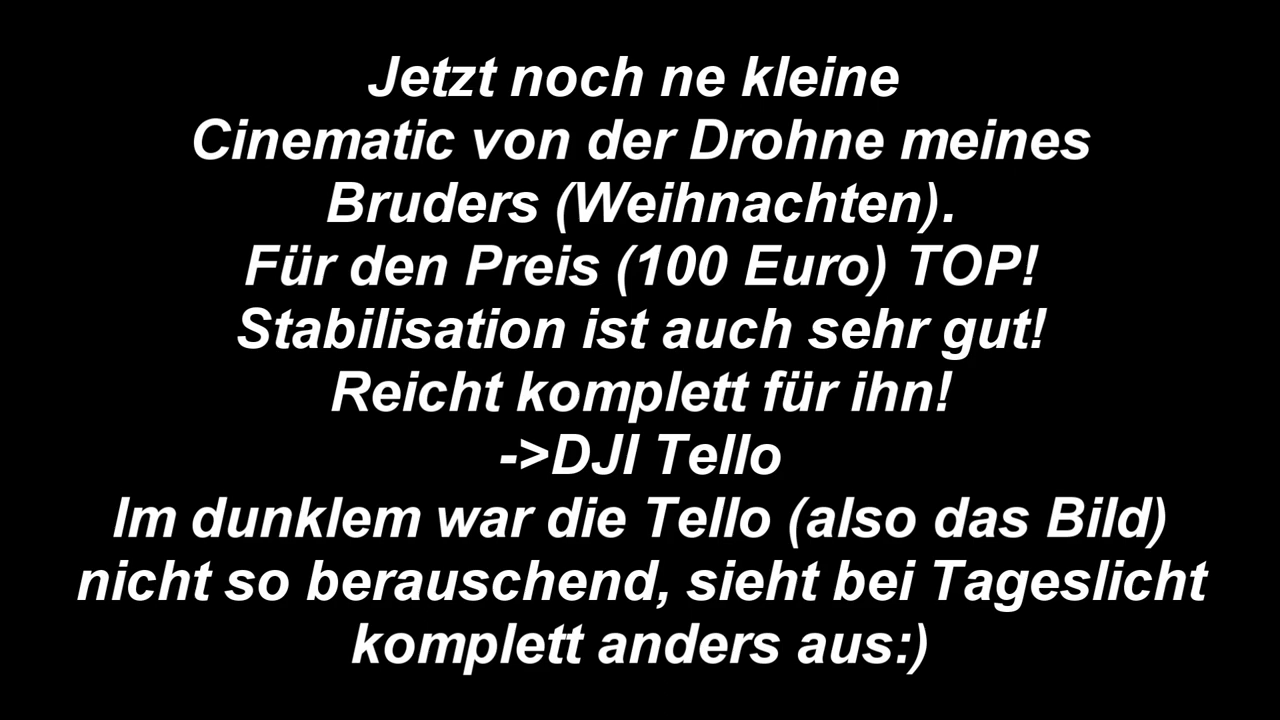 Jetzt noch ne kleine
Cinematic von der Drohne meines
Bruders (Weihnachten).
Für den Preis (100 Euro) TOP!
Stabilisation ist auch sehr gut!
Reicht komplett für ihn!
->DJI Tello
Im dunklem war die Tello (also das Bild)
nicht so berauschend, sieht bei Tageslicht
komplett anders aus:)